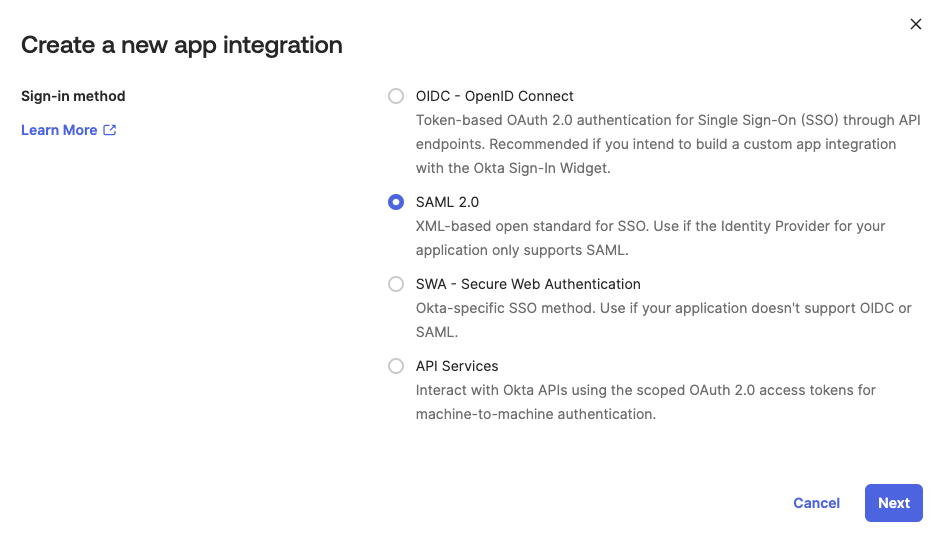 Create a new app integration
Sign-in method
Learn More
OIDC - OpenID Connect
Token-based OAuth 2.0 authentication for Single Sign-On (SSO) through API
endpoints. Recommended if you intend to build a custom app integration
with the Okta Sign-In Widget.
SAML 2.0
XML-based open standard for SSO. Use if the Identity Provider for your
application only supports SAML.
SWA - Secure Web Authentication
Okta-specific SSO method. Use if your application doesn't support OIDC or
SAML.
API Services
Interact with Okta APIs using the scoped OAuth 2.0 access tokens for
machine-to-machine authentication.
Cancel
Next